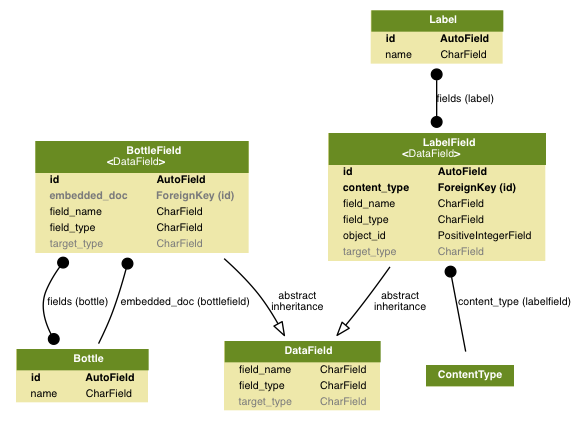 Label
id AutoField
name CharField
fields (label)
BottleField
<DataField>
id AutoField
embedded_doc ForeignKey (id)
field_name CharField
field_type CharField
target_type CharField
LabelField
<DataField>
id AutoField
content_type ForeignKey (id)
field_name CharField
field_type CharField
object_id PositiveIntegerField
target_type CharField
fields (bottle)
embedded_doc (bottlefield)
abstract
inheritance
abstract
inheritance
content_type (labelfield)
Bottle
id AutoField
name CharField
DataField
field_name CharField
field_type CharField
target_type CharField
ContentType